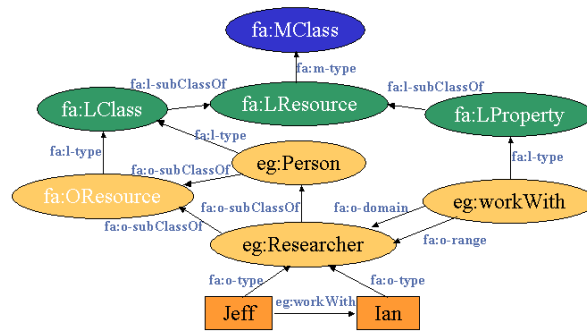 fa:MClass
fa:m-type
fa:l-subClassOf
fa:l-subClassOf
fa:LClass
fa:LResource
fa:LProperty
fa:l-type
fa:l-type
fa:l-type
eg:Person
fa:o-subClassOf
fa:OResource
eg:workWith
fa:o-subClassOf
fa:o-domain
fa:o-subClassOf
eg:Researcher
fa:o-range
fa:o-type
fa:o-type
Jeff
eg:workWith
Ian